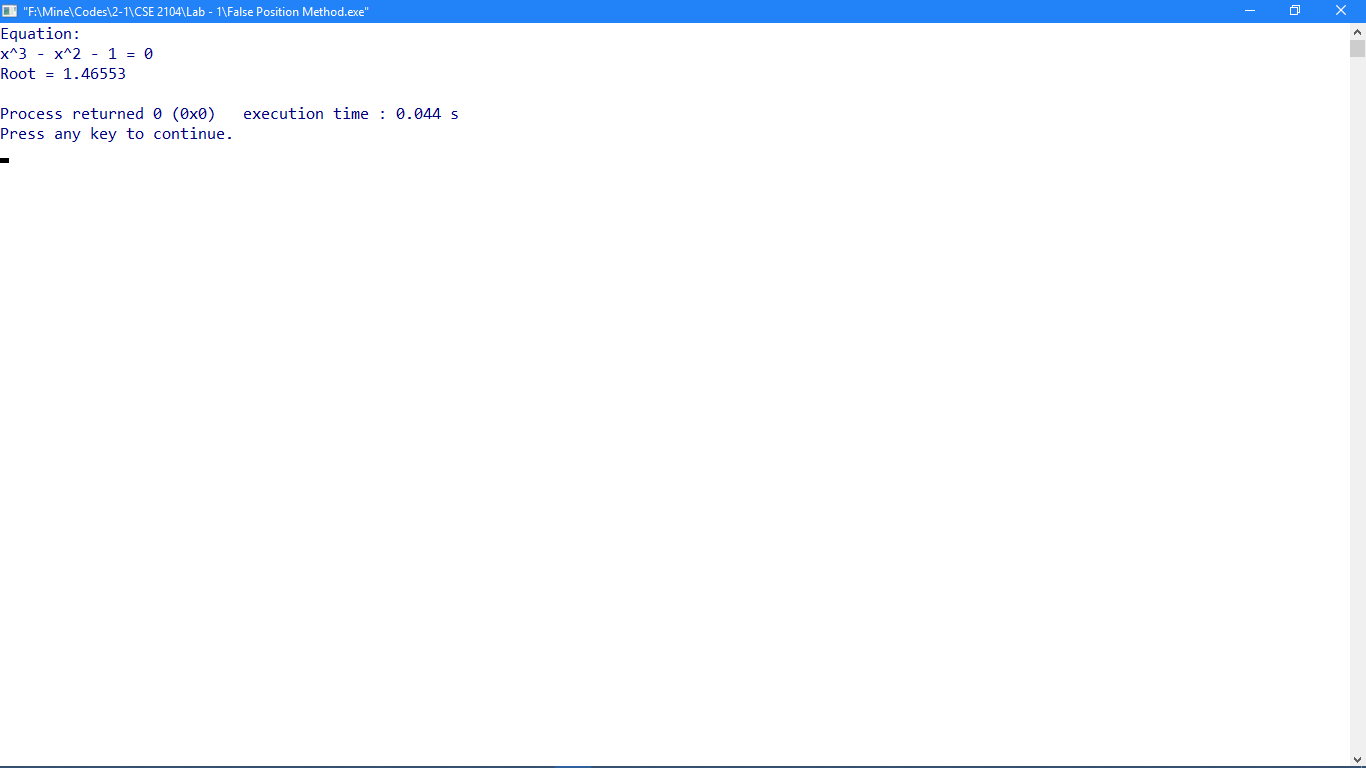 "F:\Mine\Codes\2-1\CSE 2104\Lab - 1\False Position Method.exe"
Equation:
x^3 - x^2 - 1 = 0
Root = 1.46553
Process returned 0 (0x0)   execution time : 0.044 s
Press any key to continue.